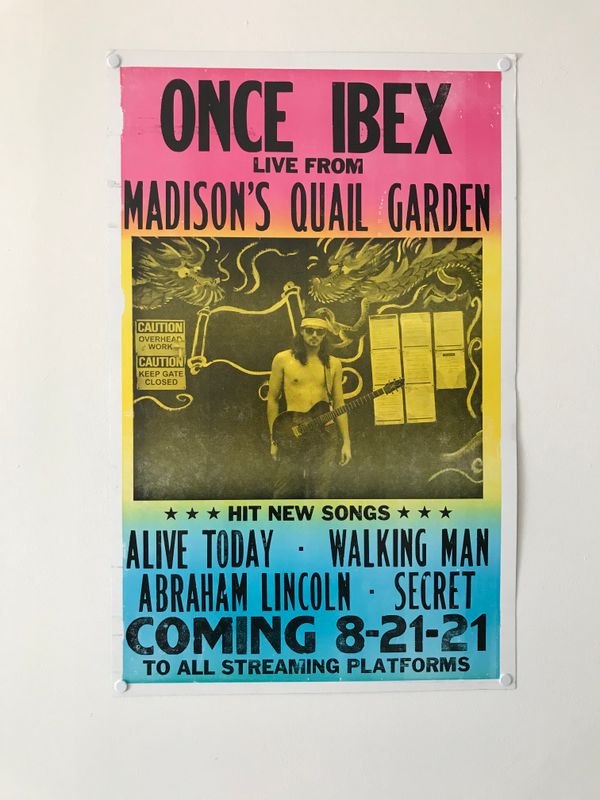 ONCE IBEX
LIVE FROM
MADISON'S QUAIL GARDEN
CAUTION
OVERHEAD
WORK
CAUTION
KEEP GATE
CLOSED
★ ★ ★ HIT NEW SONGS ★ ★ ★
ALIVE TODAY · WALKING MAN
ABRAHAM LINCOLN · SECRET
COMING 8-21-21
TO ALL STREAMING PLATFORMS